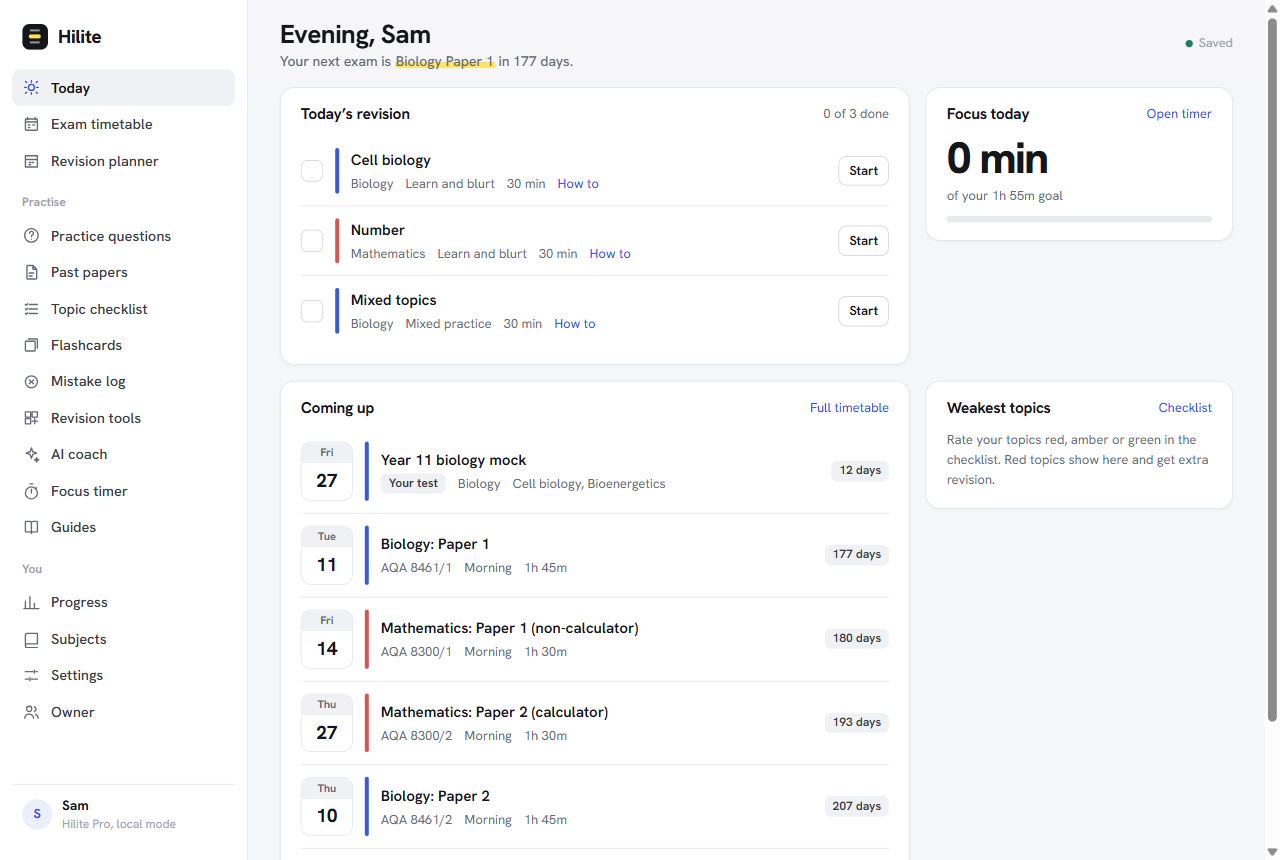 Hilite
Today
Exam timetable
Revision planner
Practise
Practice questions
Past papers
Topic checklist
Flashcards
Mistake log
Revision tools
AI coach
Focus timer
Guides
You
Progress
Subjects
Settings
Owner
S
Sam
Hilite Pro, local mode
Evening, Sam
Your next exam is Biology Paper 1 in 177 days.
Saved
Today’s revision
0 of 3 done
Cell biology
Biology Learn and blurt 30 min How to
Start
Number
Mathematics Learn and blurt 30 min How to
Start
Mixed topics
Biology Mixed practice 30 min How to
Start
Focus today
Open timer
0 min
of your 1h 55m goal
Coming up
Full timetable
Fri
27
Year 11 biology mock
Your test Biology Cell biology, Bioenergetics
12 days
Tue
11
Biology: Paper 1
AQA 8461/1 Morning 1h 45m
177 days
Fri
14
Mathematics: Paper 1 (non-calculator)
AQA 8300/1 Morning 1h 30m
180 days
Thu
27
Mathematics: Paper 2 (calculator)
AQA 8300/2 Morning 1h 30m
193 days
Thu
10
Biology: Paper 2
AQA 8461/2 Morning 1h 45m
207 days
Weakest topics
Checklist
Rate your topics red, amber or green in the
checklist. Red topics show here and get extra
revision.